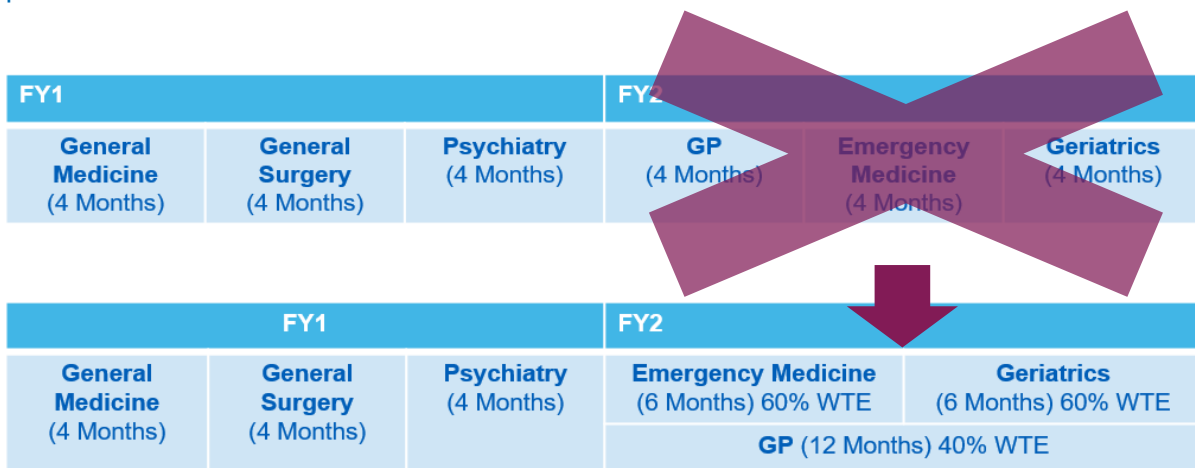 FY1
FY2
General
Medicine
(4 Months)
General
Surgery
(4 Months)
Psychiatry
(4 Months)
GP
(4 Months)
Emergency
Medicine
(4 Months)
Geriatrics
(4 Months)
FY1
FY2
General
Medicine
(4 Months)
General
Surgery
(4 Months)
Psychiatry
(4 Months)
Emergency Medicine
(6 Months) 60% WTE
Geriatrics
(6 Months) 60% WTE
GP (12 Months) 40% WTE